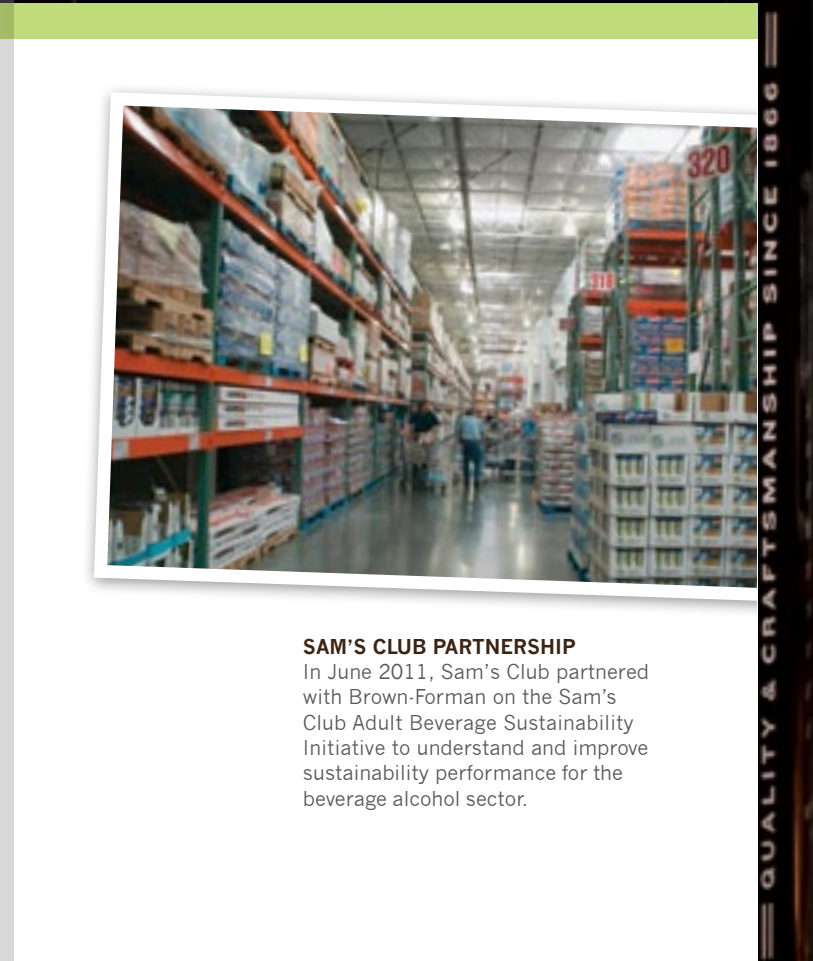 320
318
SAM’S CLUB PARTNERSHIP
In June 2011, Sam’s Club partnered
with Brown-Forman on the Sam’s
Club Adult Beverage Sustainability
Initiative to understand and improve
sustainability performance for the
beverage alcohol sector.
QUALITY & CRAFTSMANSHIP SINCE 1866